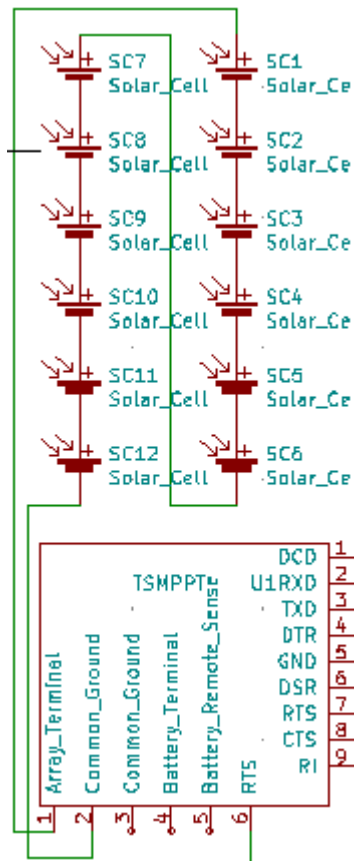 SC7
Solar_Cell
SC8
Solar_Cell
SC9
Solar_Cell
SC10
Solar_Cell
SC11
Solar_Cell
SC12
Solar_Cell
SC1
Solar_Ce
SC2
Solar_Ce
SC3
Solar_Ce
SC4
Solar_Ce
SC5
Solar_Ce
SC6
Solar_Ce
TSMPPT
DCD 1
U1RXD 2
TXD 3
DTR 4
GND 5
DSR 6
RTS 7
CTS 8
RI 9
Array_Terminal
Common_Ground
Common_Ground
Battery_Terminal
Battery_Remote_Sense
RTS
1 2 3 4 5 6